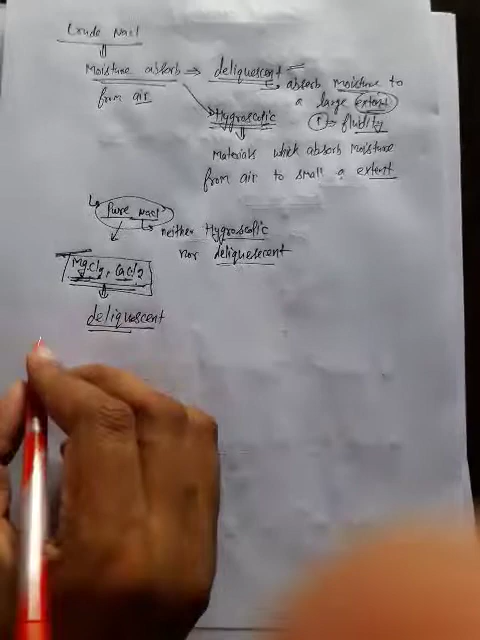 Crude NaCl
⇓
Moisture absorb ⇒ deliquescent
from air
↳ absorb moisture to
a large extent
↑⇒ fluidity
Hygroscopic
⇓
Materials which absorb moisture
from air to small a extent
↳ Pure NaCl
↳ neither Hygroscopic
nor deliquescent
MgCl2, CaCl2
⇓
deliquescent